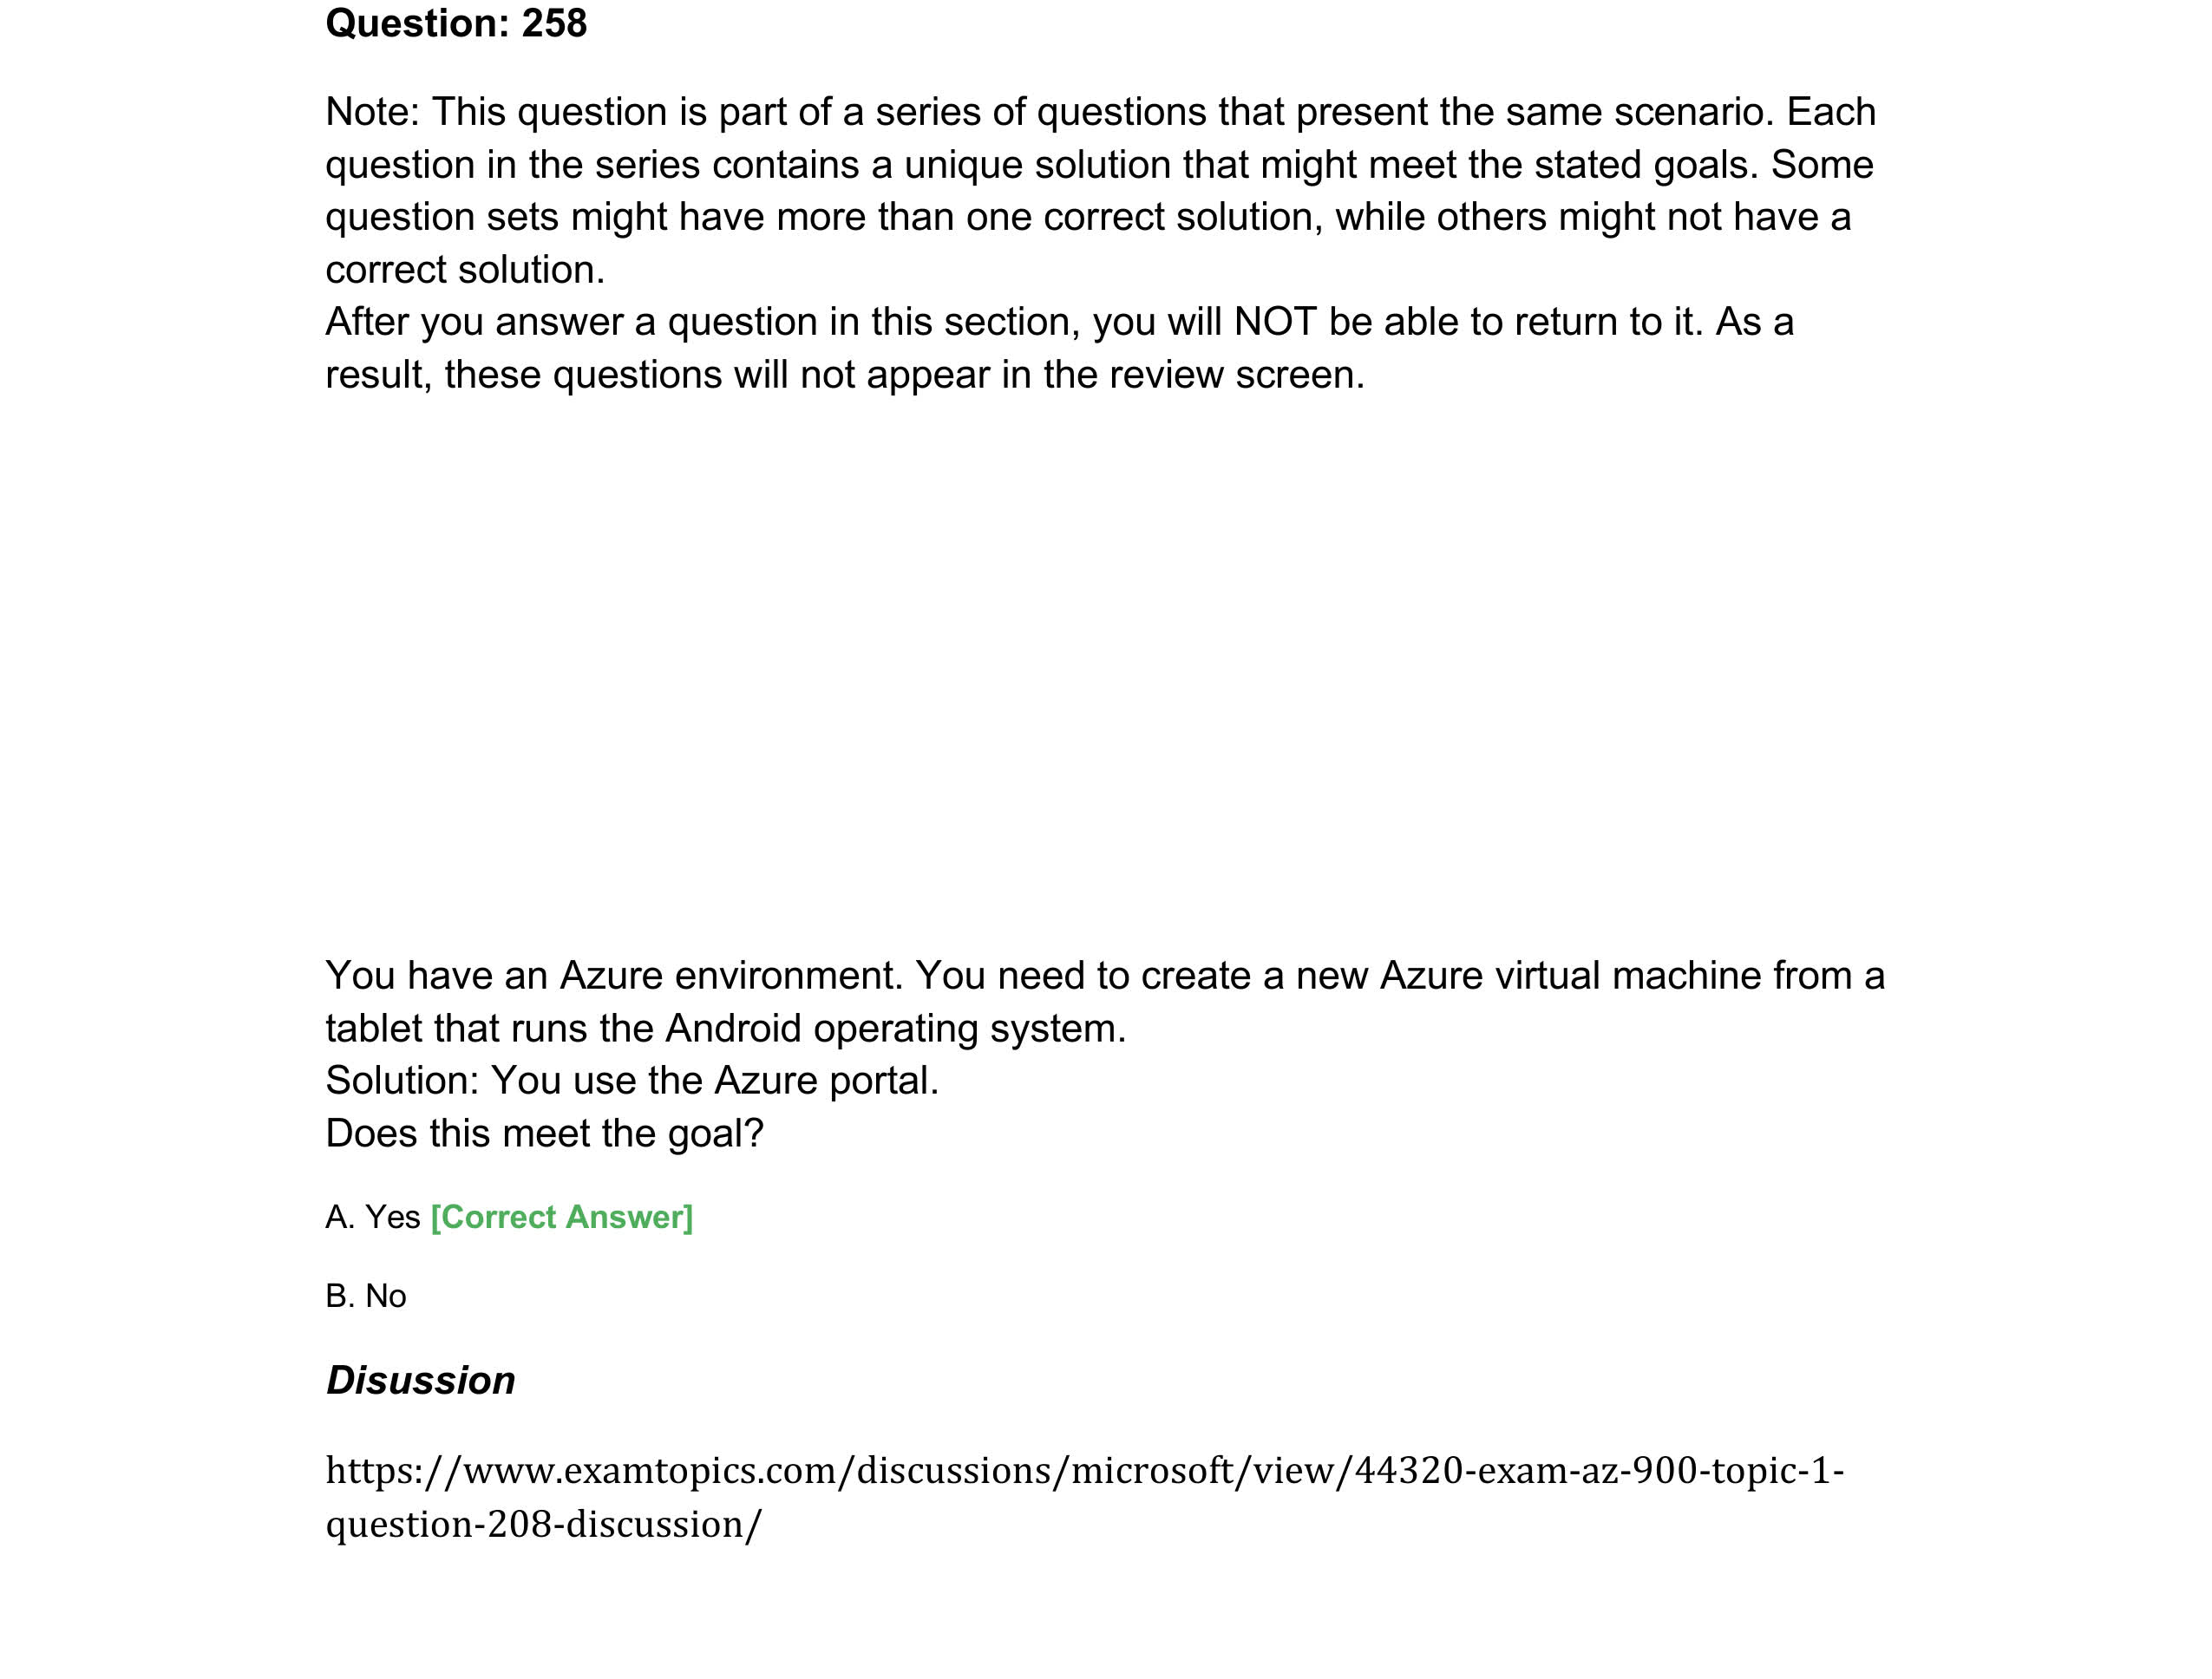 Question: 258
Note: This question is part of a series of questions that present the same scenario. Each
question in the series contains a unique solution that might meet the stated goals. Some
question sets might have more than one correct solution, while others might not have a
correct solution.
After you answer a question in this section, you will NOT be able to return to it. As a
result, these questions will not appear in the review screen.
You have an Azure environment. You need to create a new Azure virtual machine from a
tablet that runs the Android operating system.
Solution: You use the Azure portal.
Does this meet the goal?
A. Yes [Correct Answer]
B. No
Disussion
https://www.examtopics.com/discussions/microsoft/view/44320-exam-az-900-topic-1-
question-208-discussion/